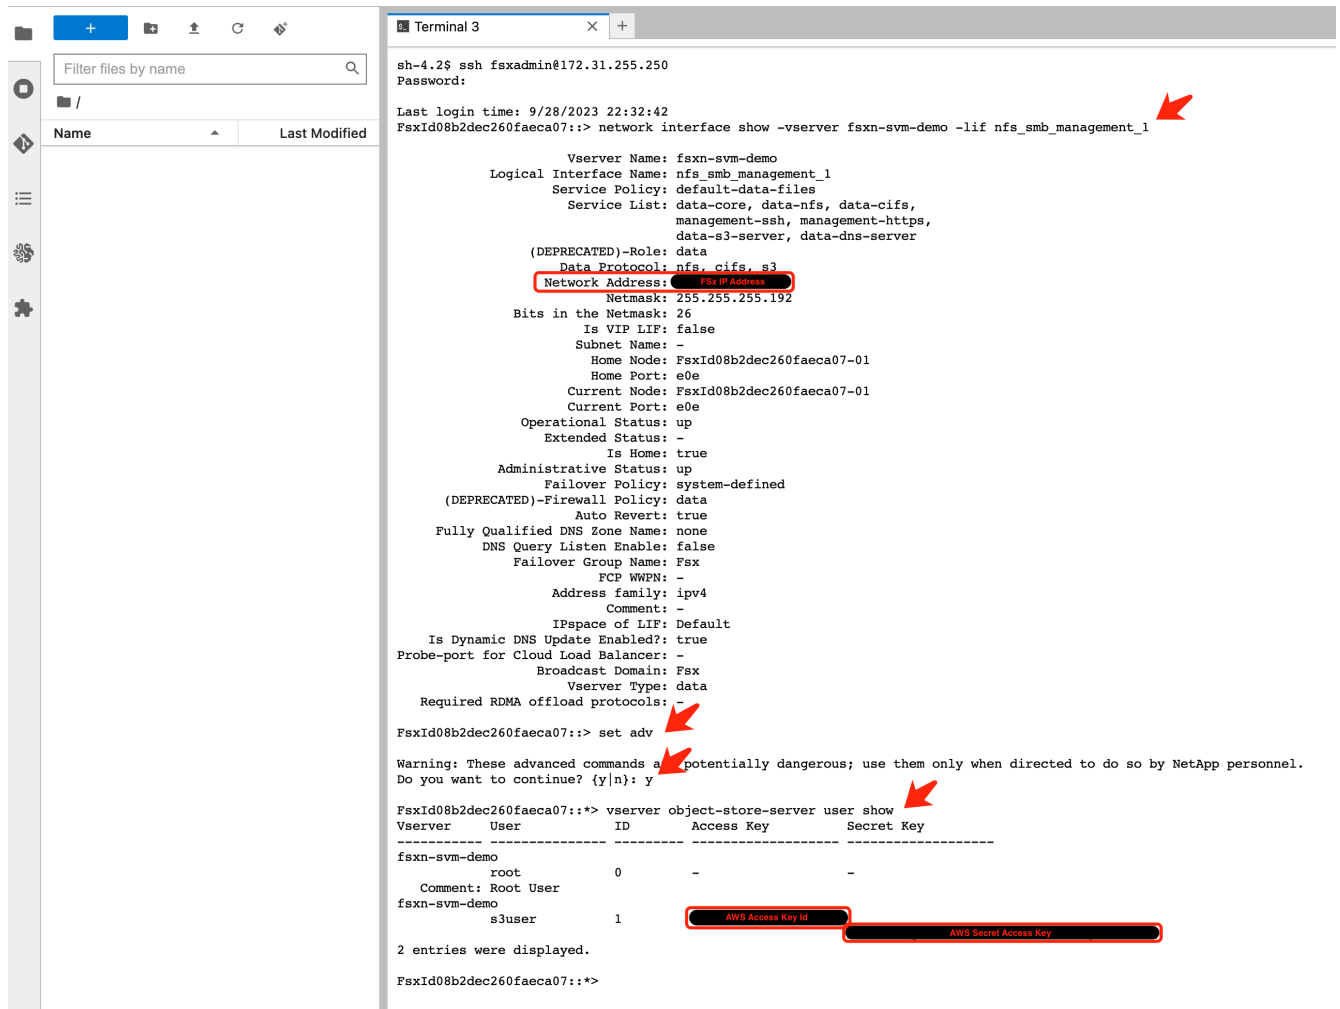 +
Terminal 3
Filter files by name
/
Name Last Modified
sh-4.2$ ssh fsxadmin@172.31.255.250
Password:
Last login time: 9/28/2023 22:32:42
FsxId08b2dec260faeca07::> network interface show -vserver fsxn-svm-demo -lif nfs_smb_management_1
Vserver Name: fsxn-svm-demo
Logical Interface Name: nfs_smb_management_1
Service Policy: default-data-files
Service List: data-core, data-nfs, data-cifs,
management-ssh, management-https,
data-s3-server, data-dns-server
(DEPRECATED)-Role: data
Data Protocol: nfs, cifs, s3
Network Address: FSx IP Address
Netmask: 255.255.255.192
Bits in the Netmask: 26
Is VIP LIF: false
Subnet Name: -
Home Node: FsxId08b2dec260faeca07-01
Home Port: e0e
Current Node: FsxId08b2dec260faeca07-01
Current Port: e0e
Operational Status: up
Extended Status: -
Is Home: true
Administrative Status: up
Failover Policy: system-defined
(DEPRECATED)-Firewall Policy: data
Auto Revert: true
Fully Qualified DNS Zone Name: none
DNS Query Listen Enable: false
Failover Group Name: Fsx
FCP WWPN: -
Address family: ipv4
Comment: -
IPspace of LIF: Default
Is Dynamic DNS Update Enabled?: true
Probe-port for Cloud Load Balancer: -
Broadcast Domain: Fsx
Vserver Type: data
Required RDMA offload protocols: -
FsxId08b2dec260faeca07::> set adv
Warning: These advanced commands a potentially dangerous; use them only when directed to do so by NetApp personnel.
Do you want to continue? {y|n}: y
FsxId08b2dec260faeca07::*> vserver object-store-server user show
Vserver User ID Access Key Secret Key
----------- --------------- --------- ------------------- -------------------
fsxn-svm-demo
root 0 - -
Comment: Root User
fsxn-svm-demo
s3user 1 AWS Access Key Id
AWS Secret Access Key
2 entries were displayed.
FsxId08b2dec260faeca07::*>